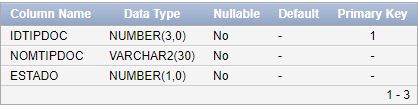 Column Name Data Type Nullable Default Primary Key
IDTIPDOC NUMBER(3,0) No - 1
NOMTIPDOC VARCHAR2(30) No - -
ESTADO NUMBER(1,0) No - -
1 - 3